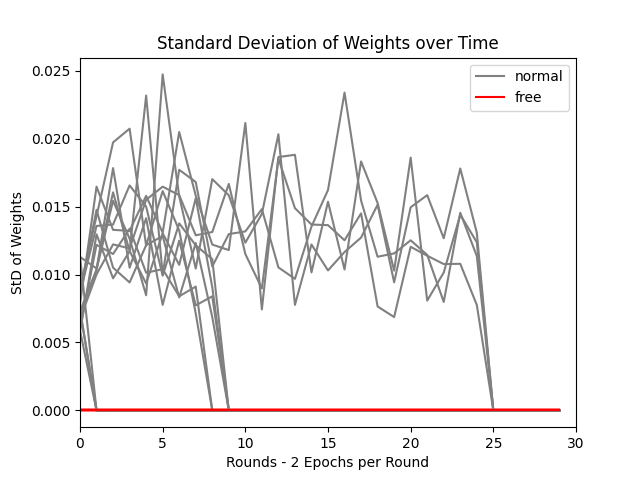 Standard Deviation of Weights over Time
0.025
0.020
0.015
0.010
0.005
0.000
StD of Weights
normal
free
0 5 10 15 20 25 30
Rounds - 2 Epochs per Round